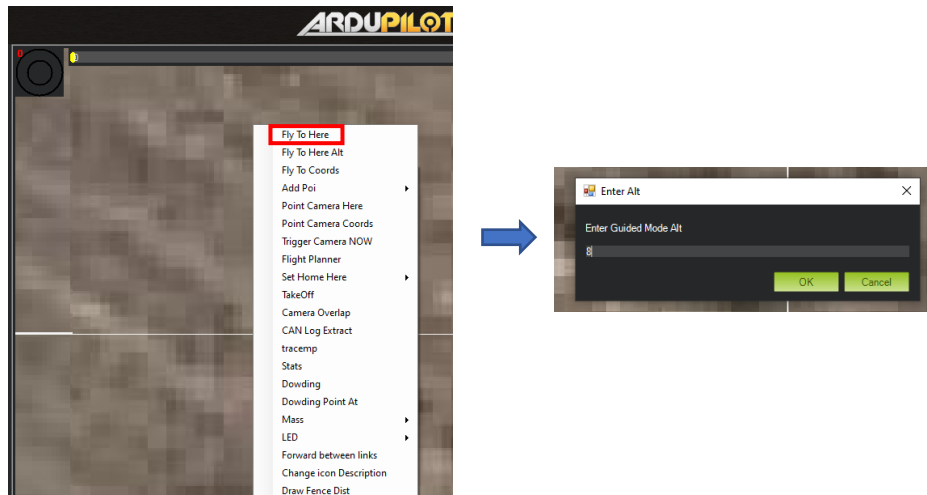 ARDUPILOT
D
Fly To Here
Fly To Here Alt
Fly To Coords
Add Poi
Point Camera Here
Point Camera Coords
Trigger Camera NOW
Flight Planner
Set Home Here
TakeOff
Camera Overlap
CAN Log Extract
tracemp
Stats
Dowding
Dowding Point At
Mass
LED
Forward between links
Change icon Description
Draw Fence Dist
Enter Alt
Enter Guided Mode Alt
8
OK Cancel